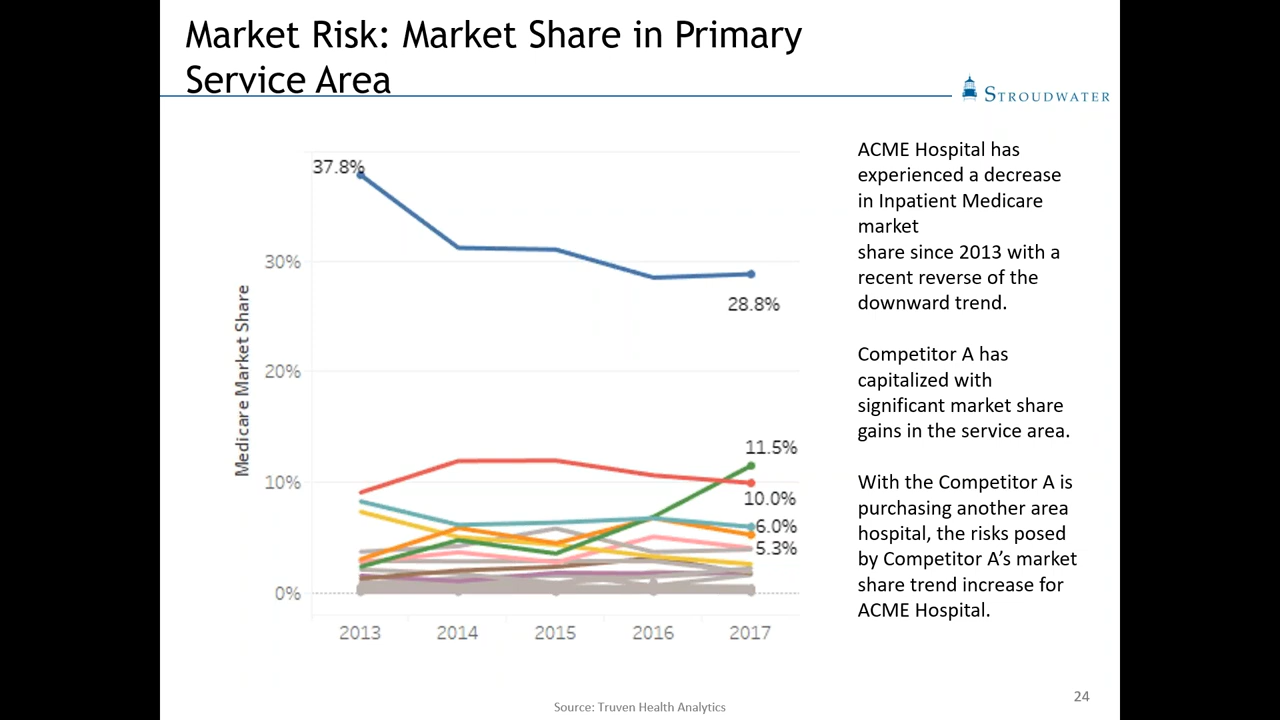 Market Risk: Market Share in Primary
Service Area
STROUDWATER
ACME Hospital has
experienced a decrease
in Inpatient Medicare
market
share since 2013 with a
recent reverse of the
downward trend.
Competitor A has
capitalized with
significant market share
gains in the service area.
With the Competitor A is
purchasing another area
hospital, the risks posed
by Competitor A's market
share trend increase for
ACME Hospital.
Medicare Market Share
37.8%
30%
28.8%
20%
11.5%
10%
10.0%
6.0%
5.3%
0%
2013 2014 2015 2016 2017
Source: Truven Health Analytics
24